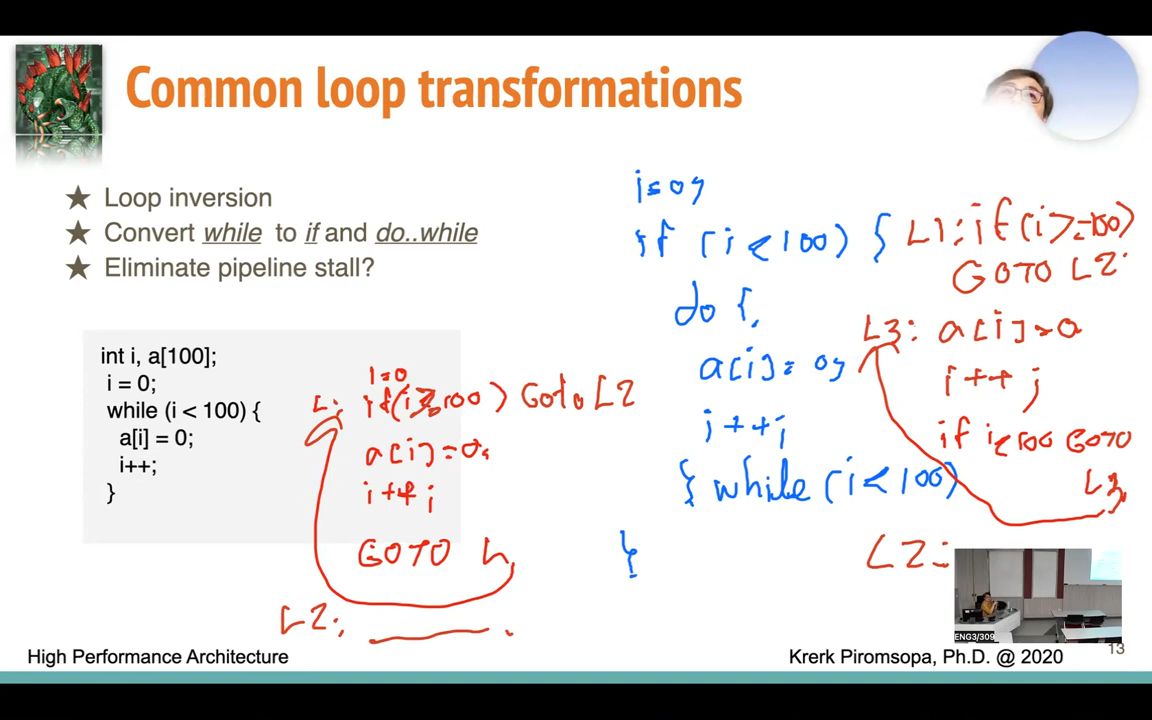 Common loop transformations
★ Loop inversion
★ Convert while to if and do..while
★ Eliminate pipeline stall?
int i, a[100];
i = 0;
while (i < 100) {
a[i] = 0;
i++;
}
i=0
L: if(i>=100) GOTO L2
a[i]=0;
i++;
GOTO L
L2:
i=0;
if (i<100) {
do {
a[i]=0;
i++;
} while (i<100)
}
L1: if(i>=100)
GOTO L2
L3: a[i]=0
i++;
if i<100 GOTO
L3
L2:
ENG3/309
High Performance Architecture
Krerk Piromsopa, Ph.D. @ 2020
13